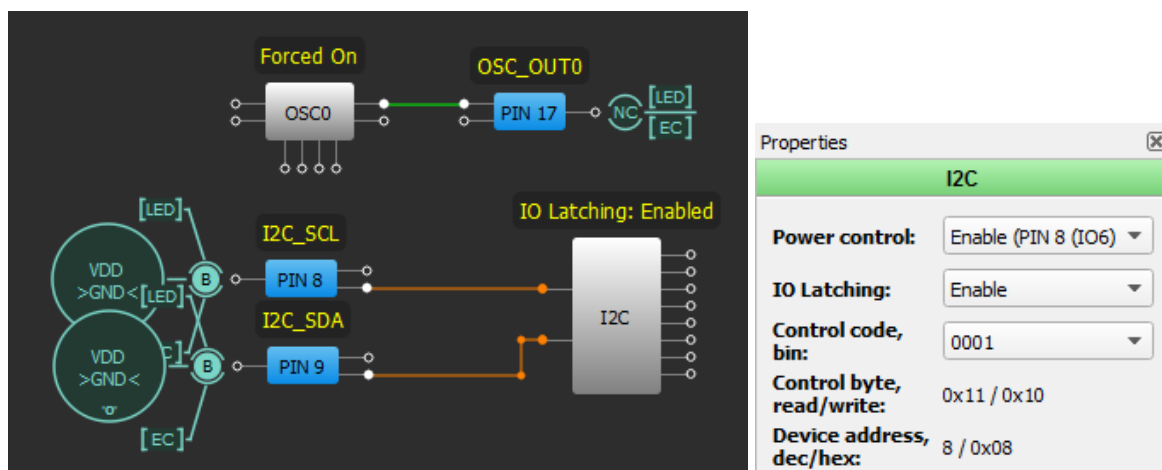 Forced On
OSC_OUT0
OSC0
PIN 17
NC
[LED]
[EC]
IO Latching: Enabled
[LED]
I2C_SCL
VDD
>GND<
[LED]
B
PIN 8
I2C
I2C_SDA
VDD
>GND<
"0"
C]
B
PIN 9
[EC]
Properties
I2C
Power control:
Enable (PIN 8 (IO6)
IO Latching:
Enable
Control code,
bin:
0001
Control byte,
read/write:
0x11 / 0x10
Device address,
dec/hex:
8 / 0x08